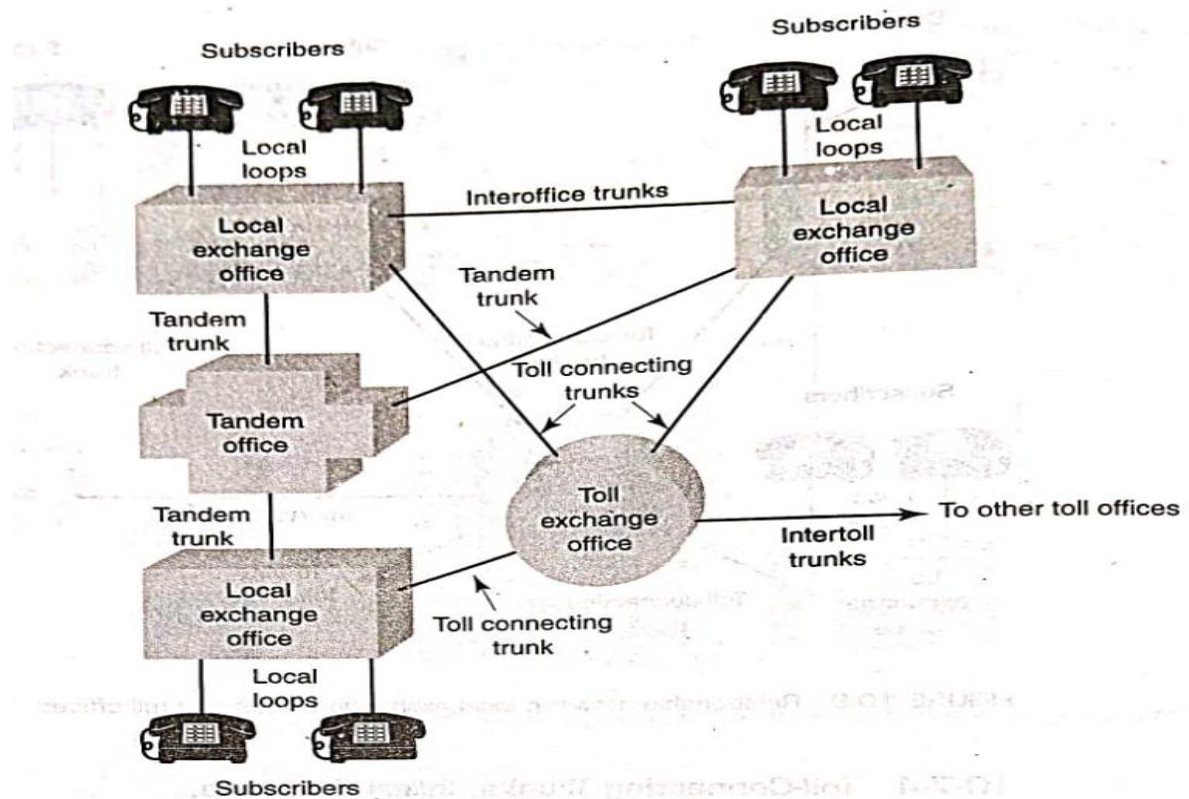 Subscribers
Subscribers
Local
loops
Local
loops
Interoffice trunks
Local
exchange
office
Local
exchange
office
Tandem
trunk
Tandem
trunk
Toll connecting
trunks
Tandem
office
Tandem
trunk
Toll
exchange
office
To other toll offices
Intertoll
trunks
Local
exchange
office
Toll connecting
trunk
Local
loops
Subscribers